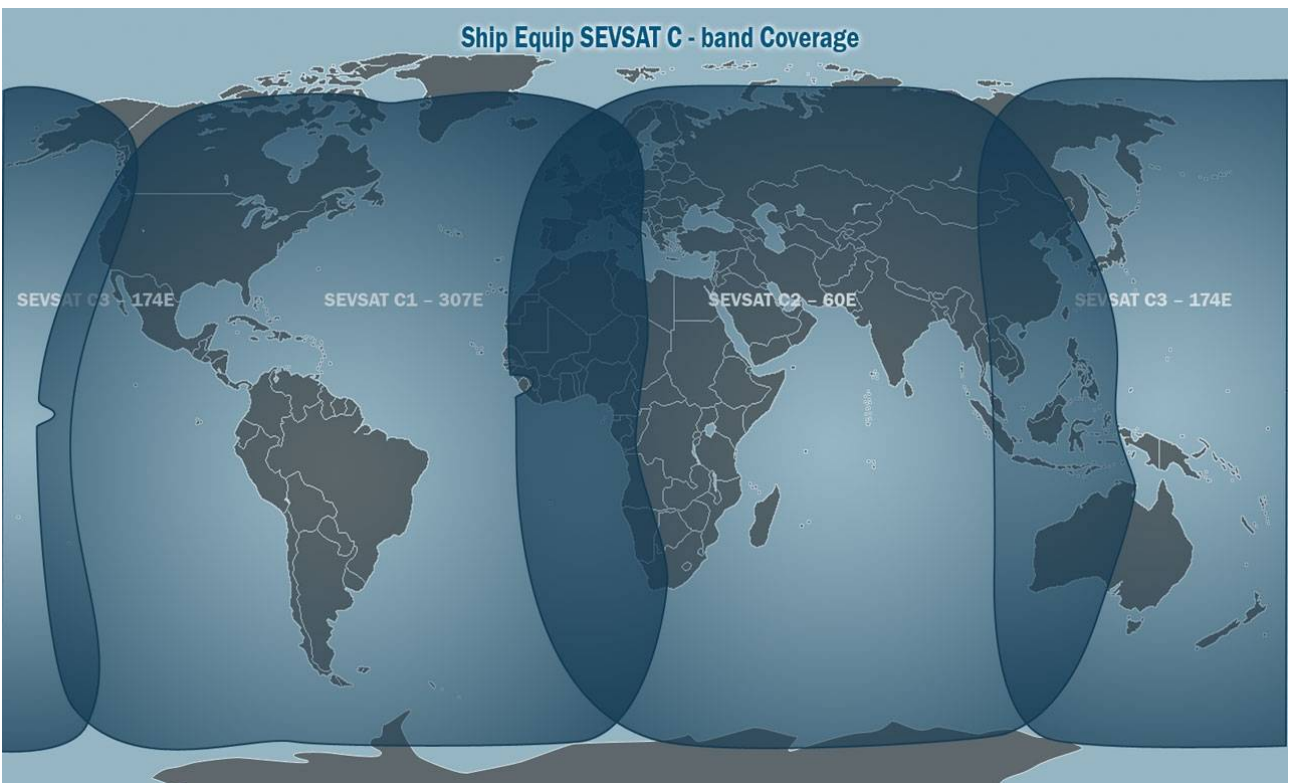 Ship Equip SEVSAT C - band Coverage
SEVSAT C3 – 174E
SEVSAT C1 – 307E
SEVSAT C2 – 60E
SEVSAT C3 – 174E